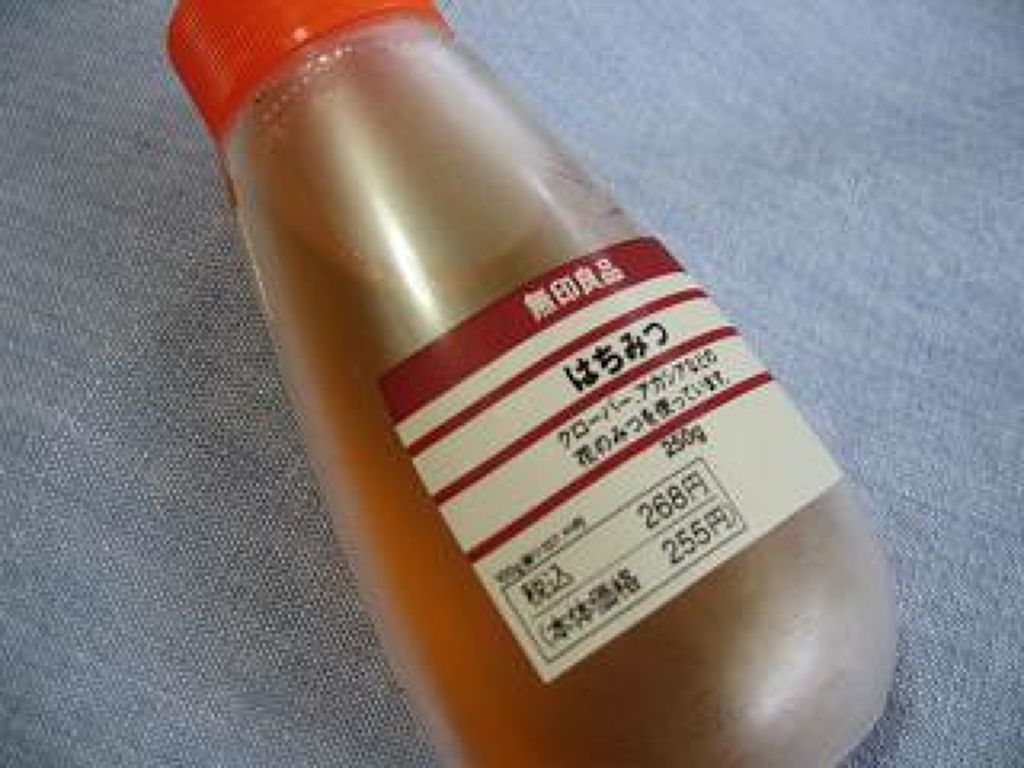 無印良品
はちみつ
クローバー、アカシアなどの
花のみつを使っています。
250g
税込 268円
本体価格 255円